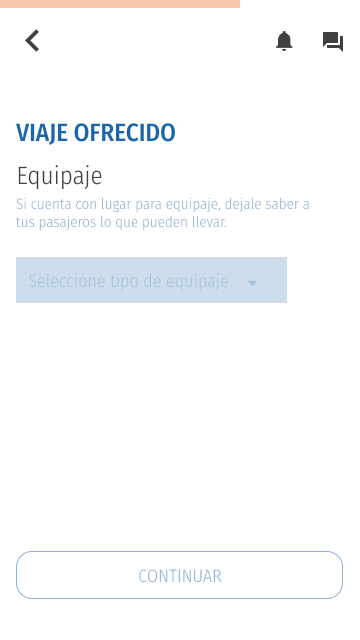 VIAJE OFRECIDO
Equipaje
Si cuenta con lugar para equipaje, dejale saber a
tus pasajeros lo que pueden llevar.
Seleccione tipo de equipaje
CONTINUAR